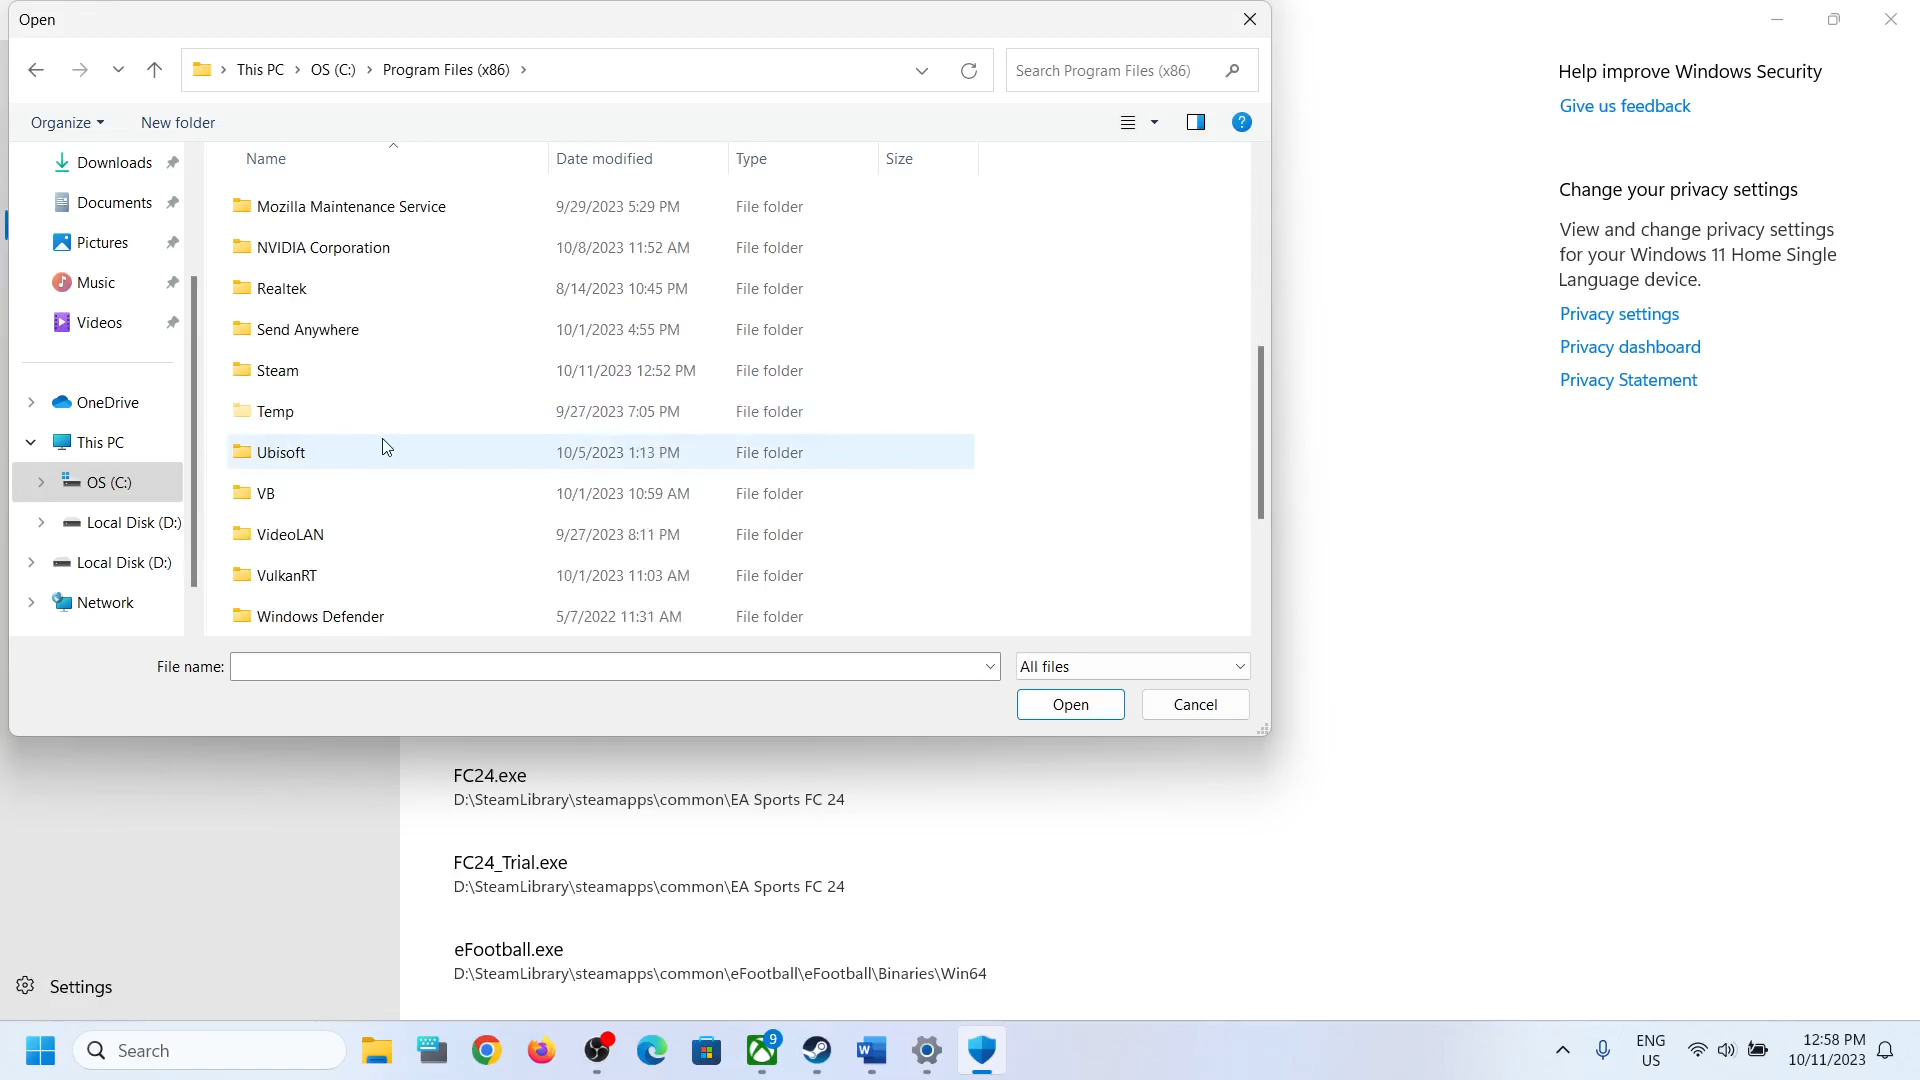 Open
This PC
OS (C:)
Program Files (x86)
Search Program Files (x86)
Organize
New folder
Name
Date modified
Type
Size
Downloads
Documents
Pictures
Music
Videos
OneDrive
This PC
OS (C:)
Local Disk (D:)
Local Disk (D:)
Network
Mozilla Maintenance Service 9/29/2023 5:29 PM File folder
NVIDIA Corporation 10/8/2023 11:52 AM File folder
Realtek 8/14/2023 10:45 PM File folder
Send Anywhere 10/1/2023 4:55 PM File folder
Steam 10/11/2023 12:52 PM File folder
Temp 9/27/2023 7:05 PM File folder
Ubisoft 10/5/2023 1:13 PM File folder
VB 10/1/2023 10:59 AM File folder
VideoLAN 9/27/2023 8:11 PM File folder
VulkanRT 10/1/2023 11:03 AM File folder
Windows Defender 5/7/2022 11:31 AM File folder
File name:
All files
Open
Cancel
Help improve Windows Security
Give us feedback
Change your privacy settings
View and change privacy settings
for your Windows 11 Home Single
Language device.
Privacy settings
Privacy dashboard
Privacy Statement
FC24.exe
D:\SteamLibrary\steamapps\common\EA Sports FC 24
FC24_Trial.exe
D:\SteamLibrary\steamapps\common\EA Sports FC 24
eFootball.exe
D:\SteamLibrary\steamapps\common\eFootball\eFootball\Binaries\Win64
Settings
Search
9
ENG
US
12:58 PM
10/11/2023